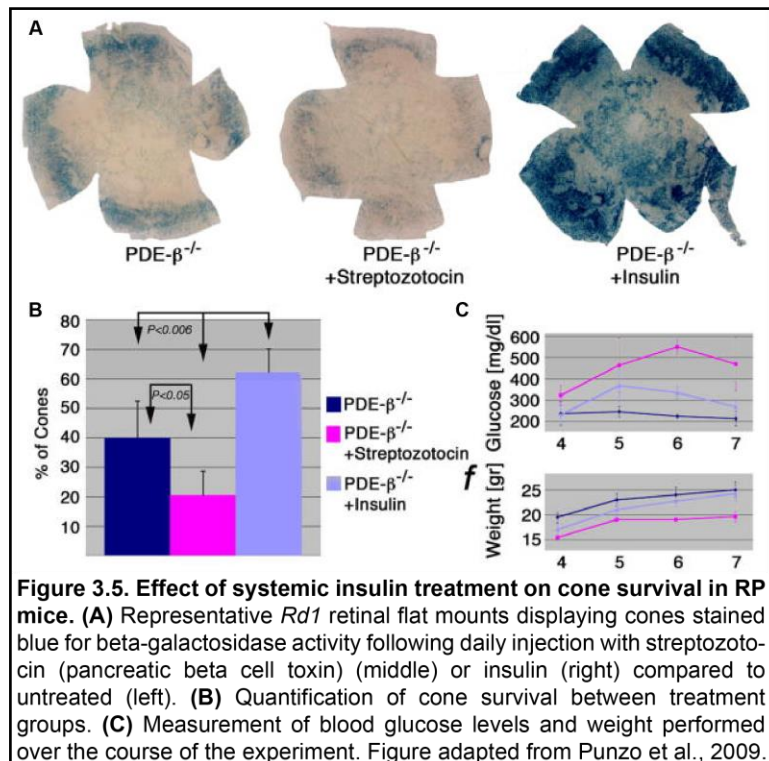 A
PDE-β-/-
PDE-β-/-
+Streptozotocin
PDE-β-/-
+Insulin
B
80
70
60
50
40
30
20
10
% of Cones
P<0.006
P<0.05
PDE-β-/-
PDE-β-/-
+Streptozotocin
PDE-β-/-
+Insulin
C
Glucose [mg/dl]
600
500
400
300
200
4 5 6 7
f
Weight [gr]
25
20
15
4 5 6 7
Figure 3.5. Effect of systemic insulin treatment on cone survival in RP
mice. (A) Representative Rd1 retinal flat mounts displaying cones stained
blue for beta-galactosidase activity following daily injection with streptozoto-
cin (pancreatic beta cell toxin) (middle) or insulin (right) compared to
untreated (left). (B) Quantification of cone survival between treatment
groups. (C) Measurement of blood glucose levels and weight performed
over the course of the experiment. Figure adapted from Punzo et al., 2009.